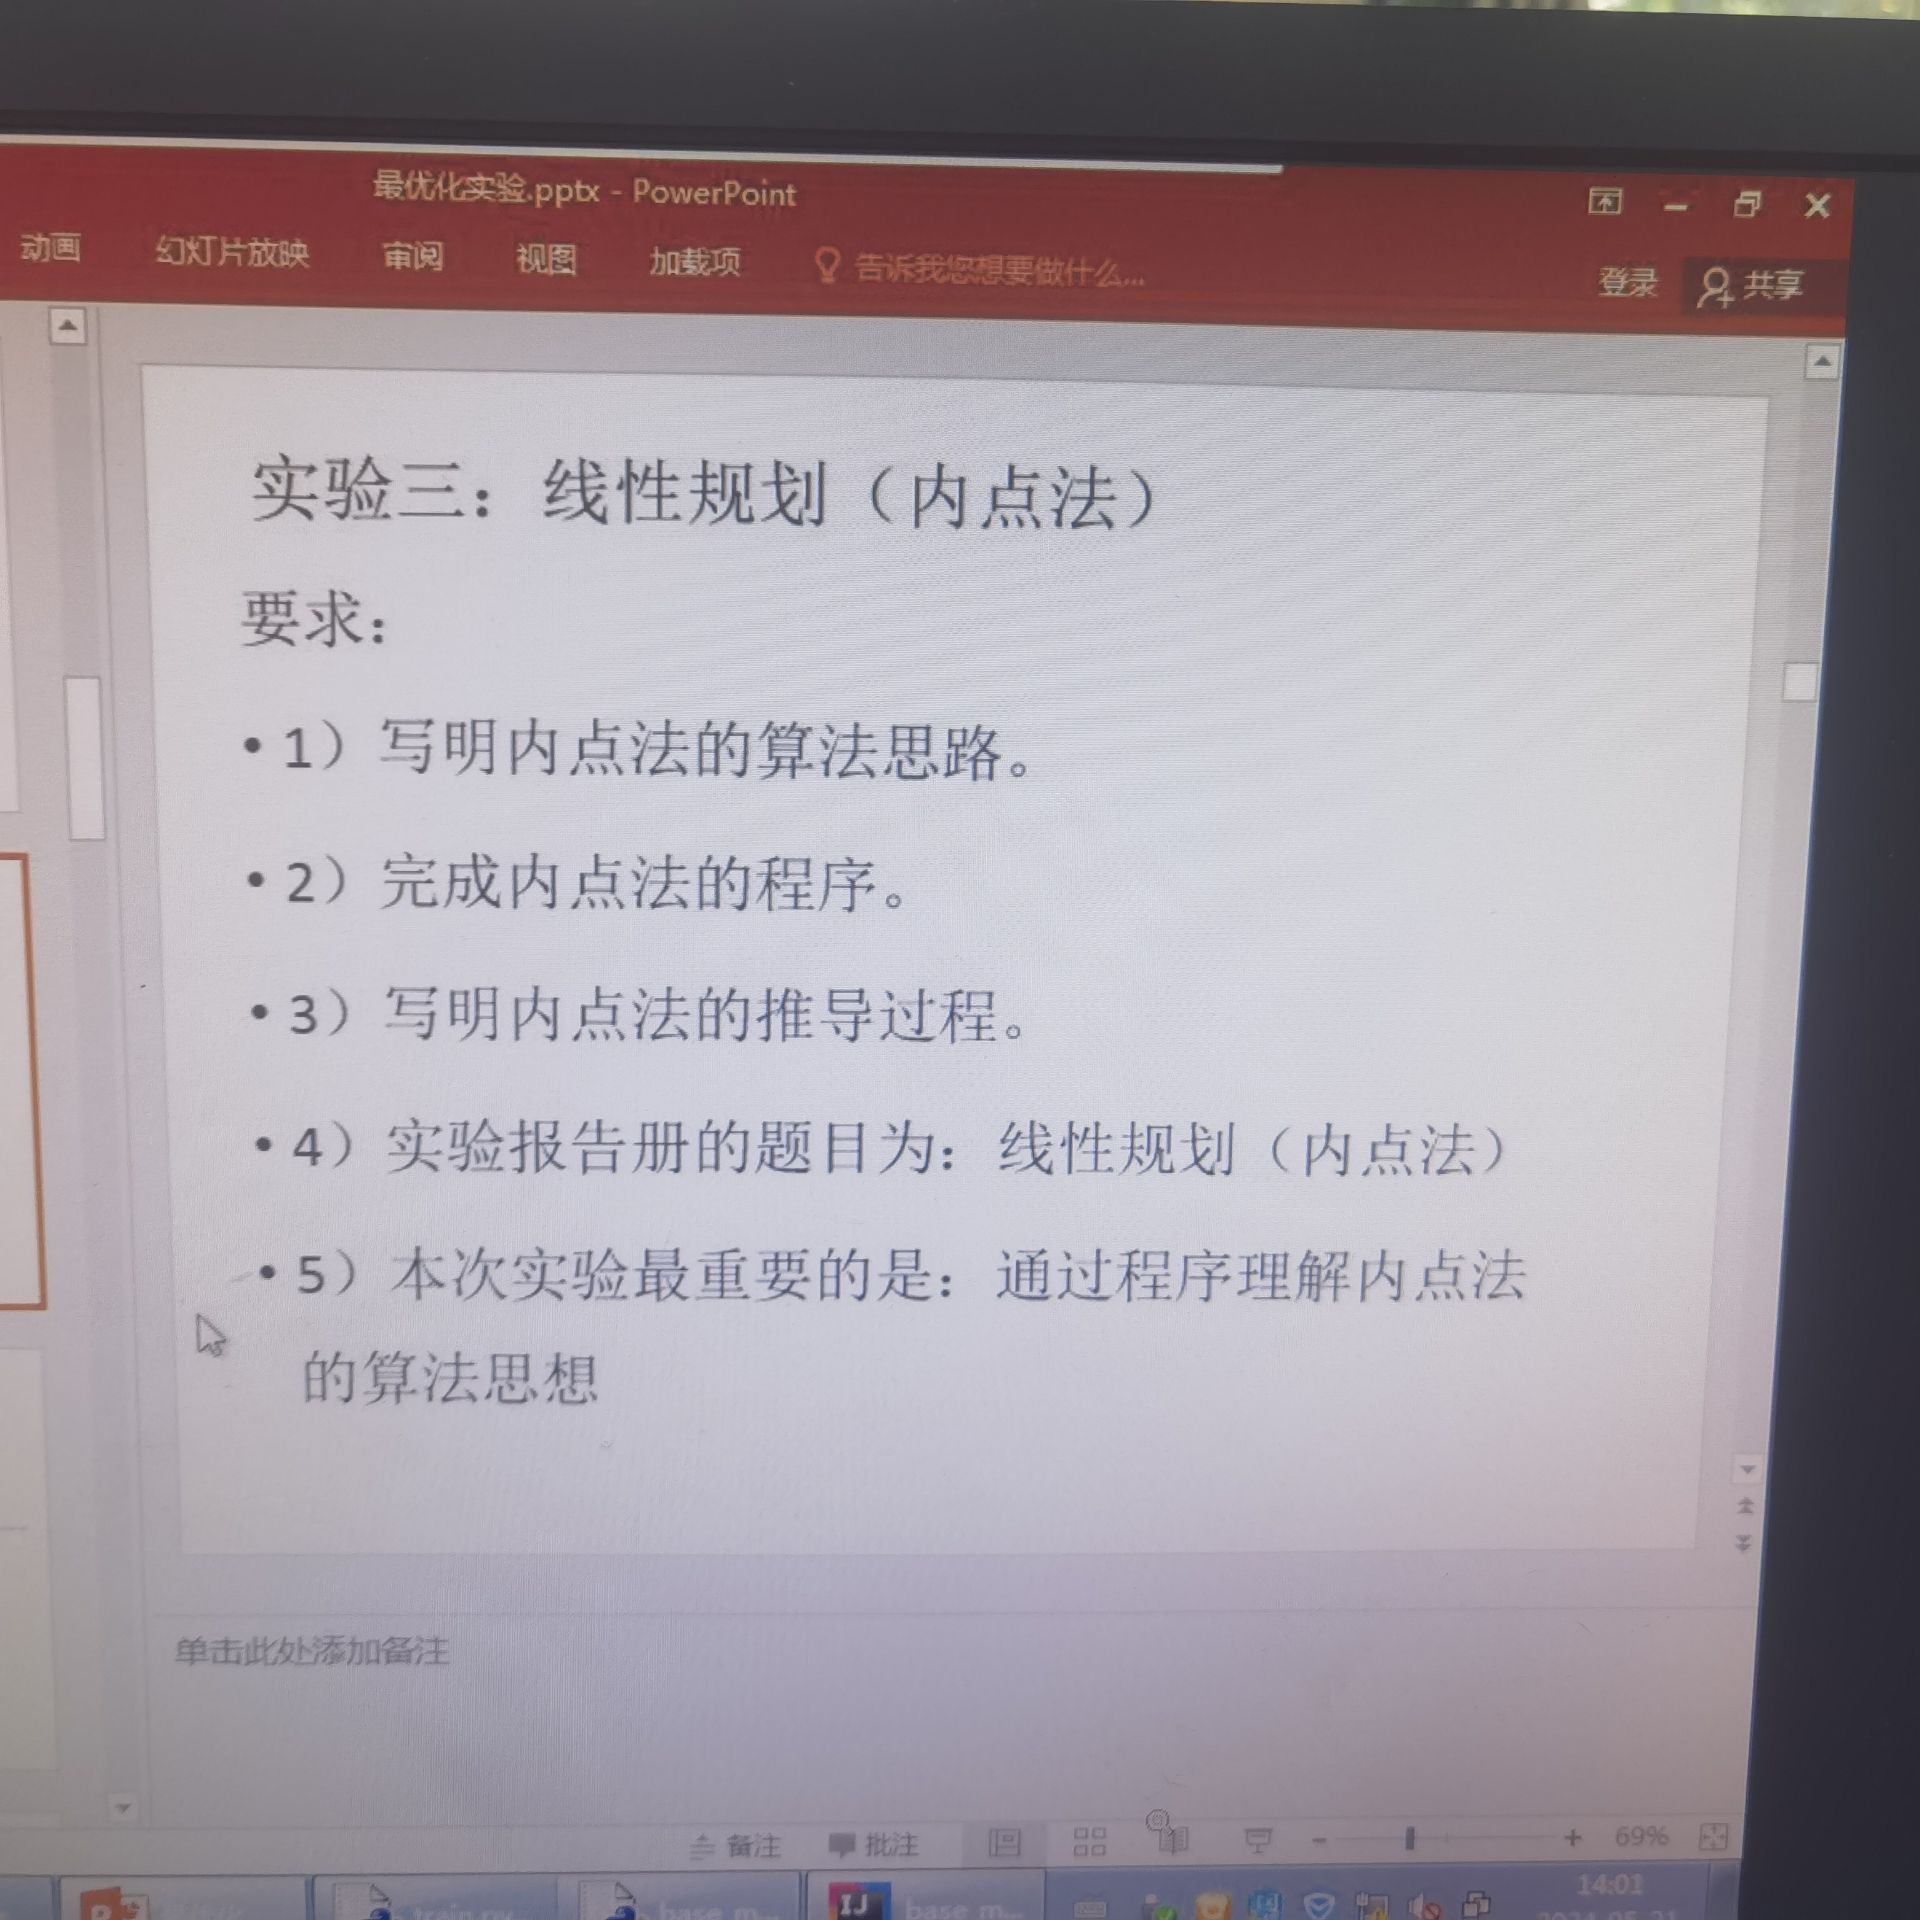 最优化实验.pptx - PowerPoint
动画 幻灯片放映 审阅 视图 加载项 告诉我您想要做什么... 登录 共享
实验三：线性规划（内点法）
要求：
• 1）写明内点法的算法思路。
• 2）完成内点法的程序。
• 3）写明内点法的推导过程。
• 4）实验报告册的题目为：线性规划（内点法）
• 5）本次实验最重要的是：通过程序理解内点法
的算法思想
单击此处添加备注
备注 批注 69%
train.py base_m... IJ base_m... 14:01